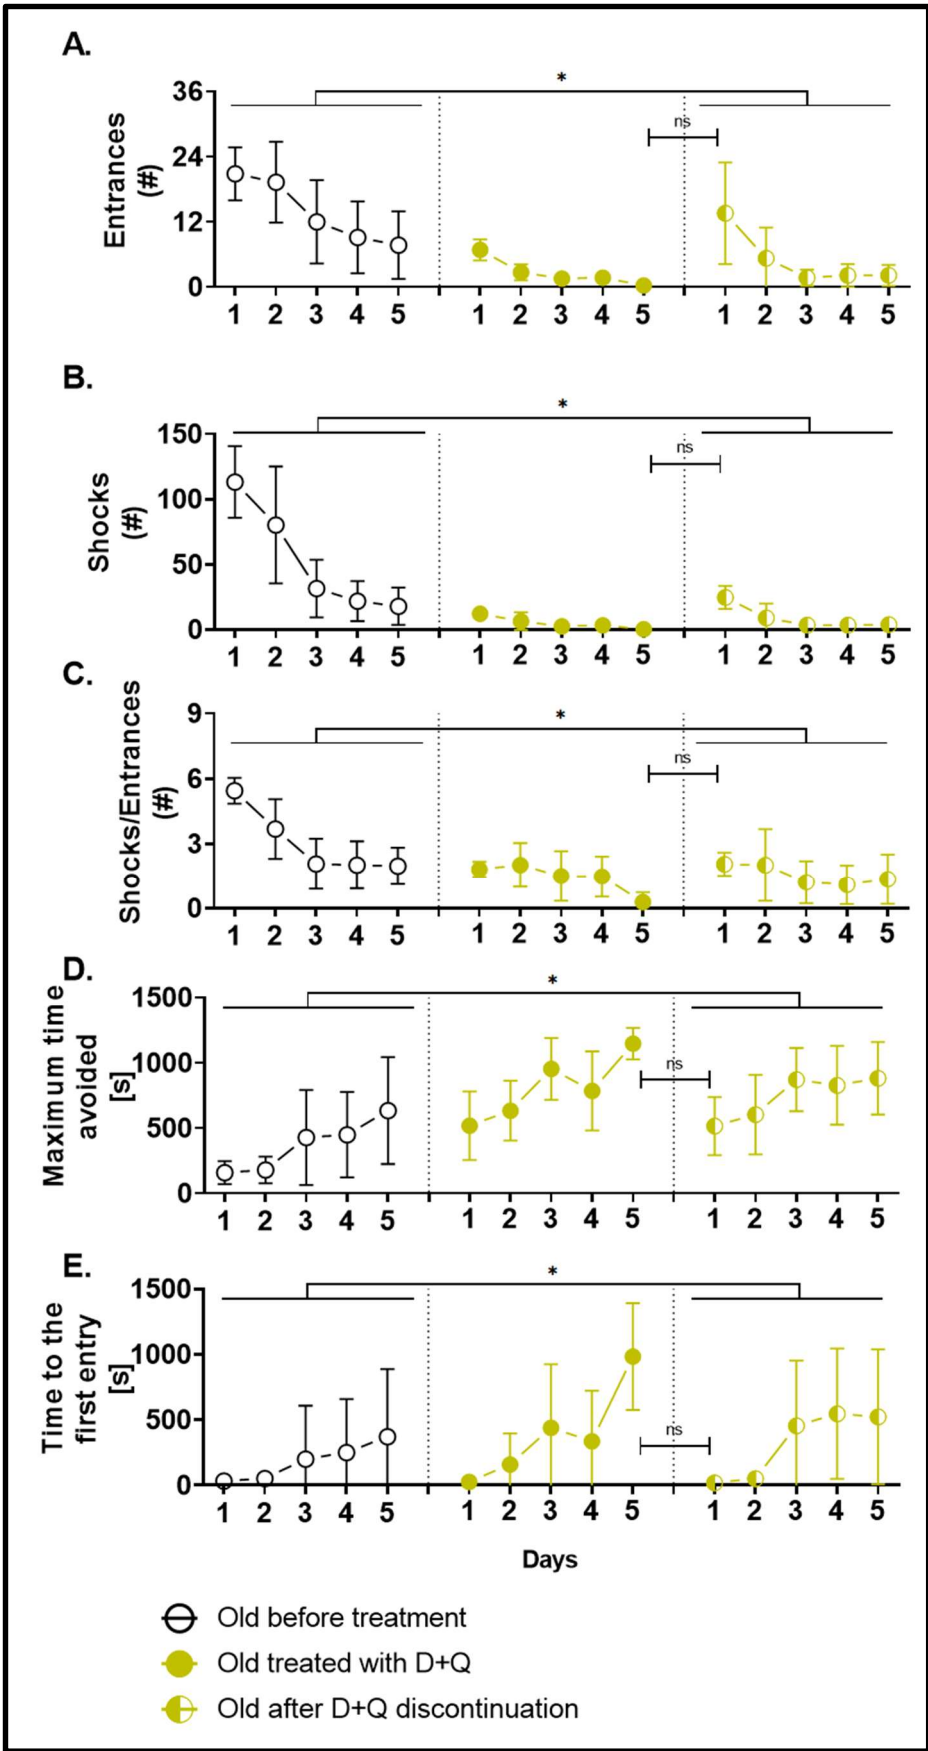 A.
Entrances
(#)
36
24
12
0
*
ns
1 2 3 4 5 1 2 3 4 5 1 2 3 4 5
B.
Shocks
(#)
150
100
50
0
*
ns
1 2 3 4 5 1 2 3 4 5 1 2 3 4 5
C.
Shocks/Entrances
(#)
9
6
3
0
*
ns
1 2 3 4 5 1 2 3 4 5 1 2 3 4 5
D.
Maximum time
avoided
[s]
1500
1000
500
0
*
ns
1 2 3 4 5 1 2 3 4 5 1 2 3 4 5
E.
Time to the
first entry
[s]
1500
1000
500
0
*
ns
1 2 3 4 5 1 2 3 4 5 1 2 3 4 5
Days
Old before treatment
Old treated with D+Q
Old after D+Q discontinuation